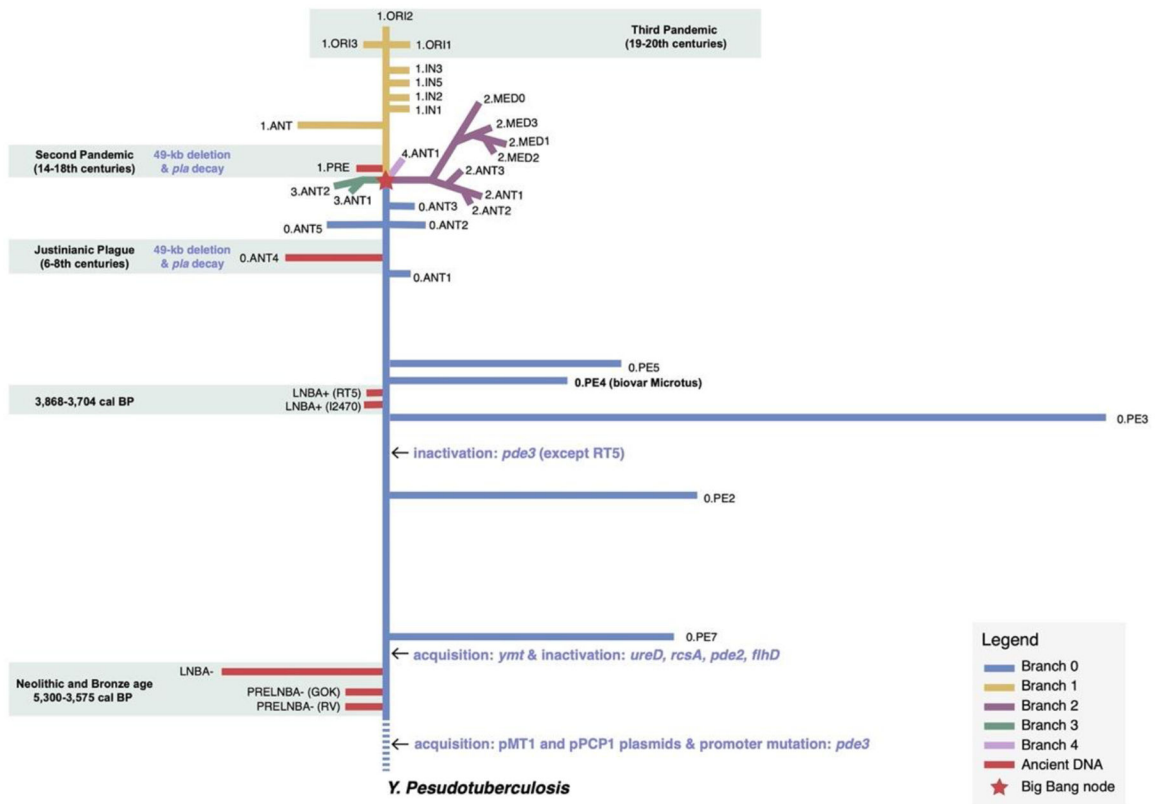 1.ORI2
Third Pandemic
(19-20th centuries)
1.ORI3
1.ORI1
1.IN3
1.IN5
1.IN2
1.IN1
1.ANT
2.MED0
2.MED3
2.MED1
2.MED2
4.ANT1
Second Pandemic
(14-18th centuries)
49-kb deletion
& pla decay
1.PRE
2.ANT3
3.ANT2
3.ANT1
2.ANT1
2.ANT2
0.ANT3
0.ANT5
0.ANT2
Justinianic Plague
(6-8th centuries)
49-kb deletion
& pla decay
0.ANT4
0.ANT1
0.PE5
0.PE4 (biovar Microtus)
3,868-3,704 cal BP
LNBA+ (RT5)
LNBA+ (I2470)
0.PE3
← inactivation: pde3 (except RT5)
0.PE2
0.PE7
← acquisition: ymt & inactivation: ureD, rcsA, pde2, flhD
Neolithic and Bronze age
5,300-3,575 cal BP
LNBA-
PRELNBA- (GOK)
PRELNBA- (RV)
← acquisition: pMT1 and pPCP1 plasmids & promoter mutation: pde3
Y. Pesudotuberculosis
Legend
Branch 0
Branch 1
Branch 2
Branch 3
Branch 4
Ancient DNA
Big Bang node